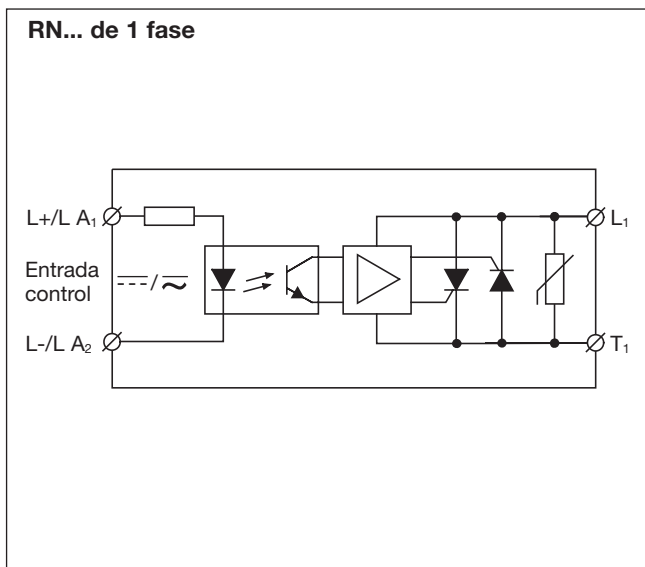 RN... de 1 fase
L+/L A₁
L₁
Entrada
control
L-/L A₂
T₁